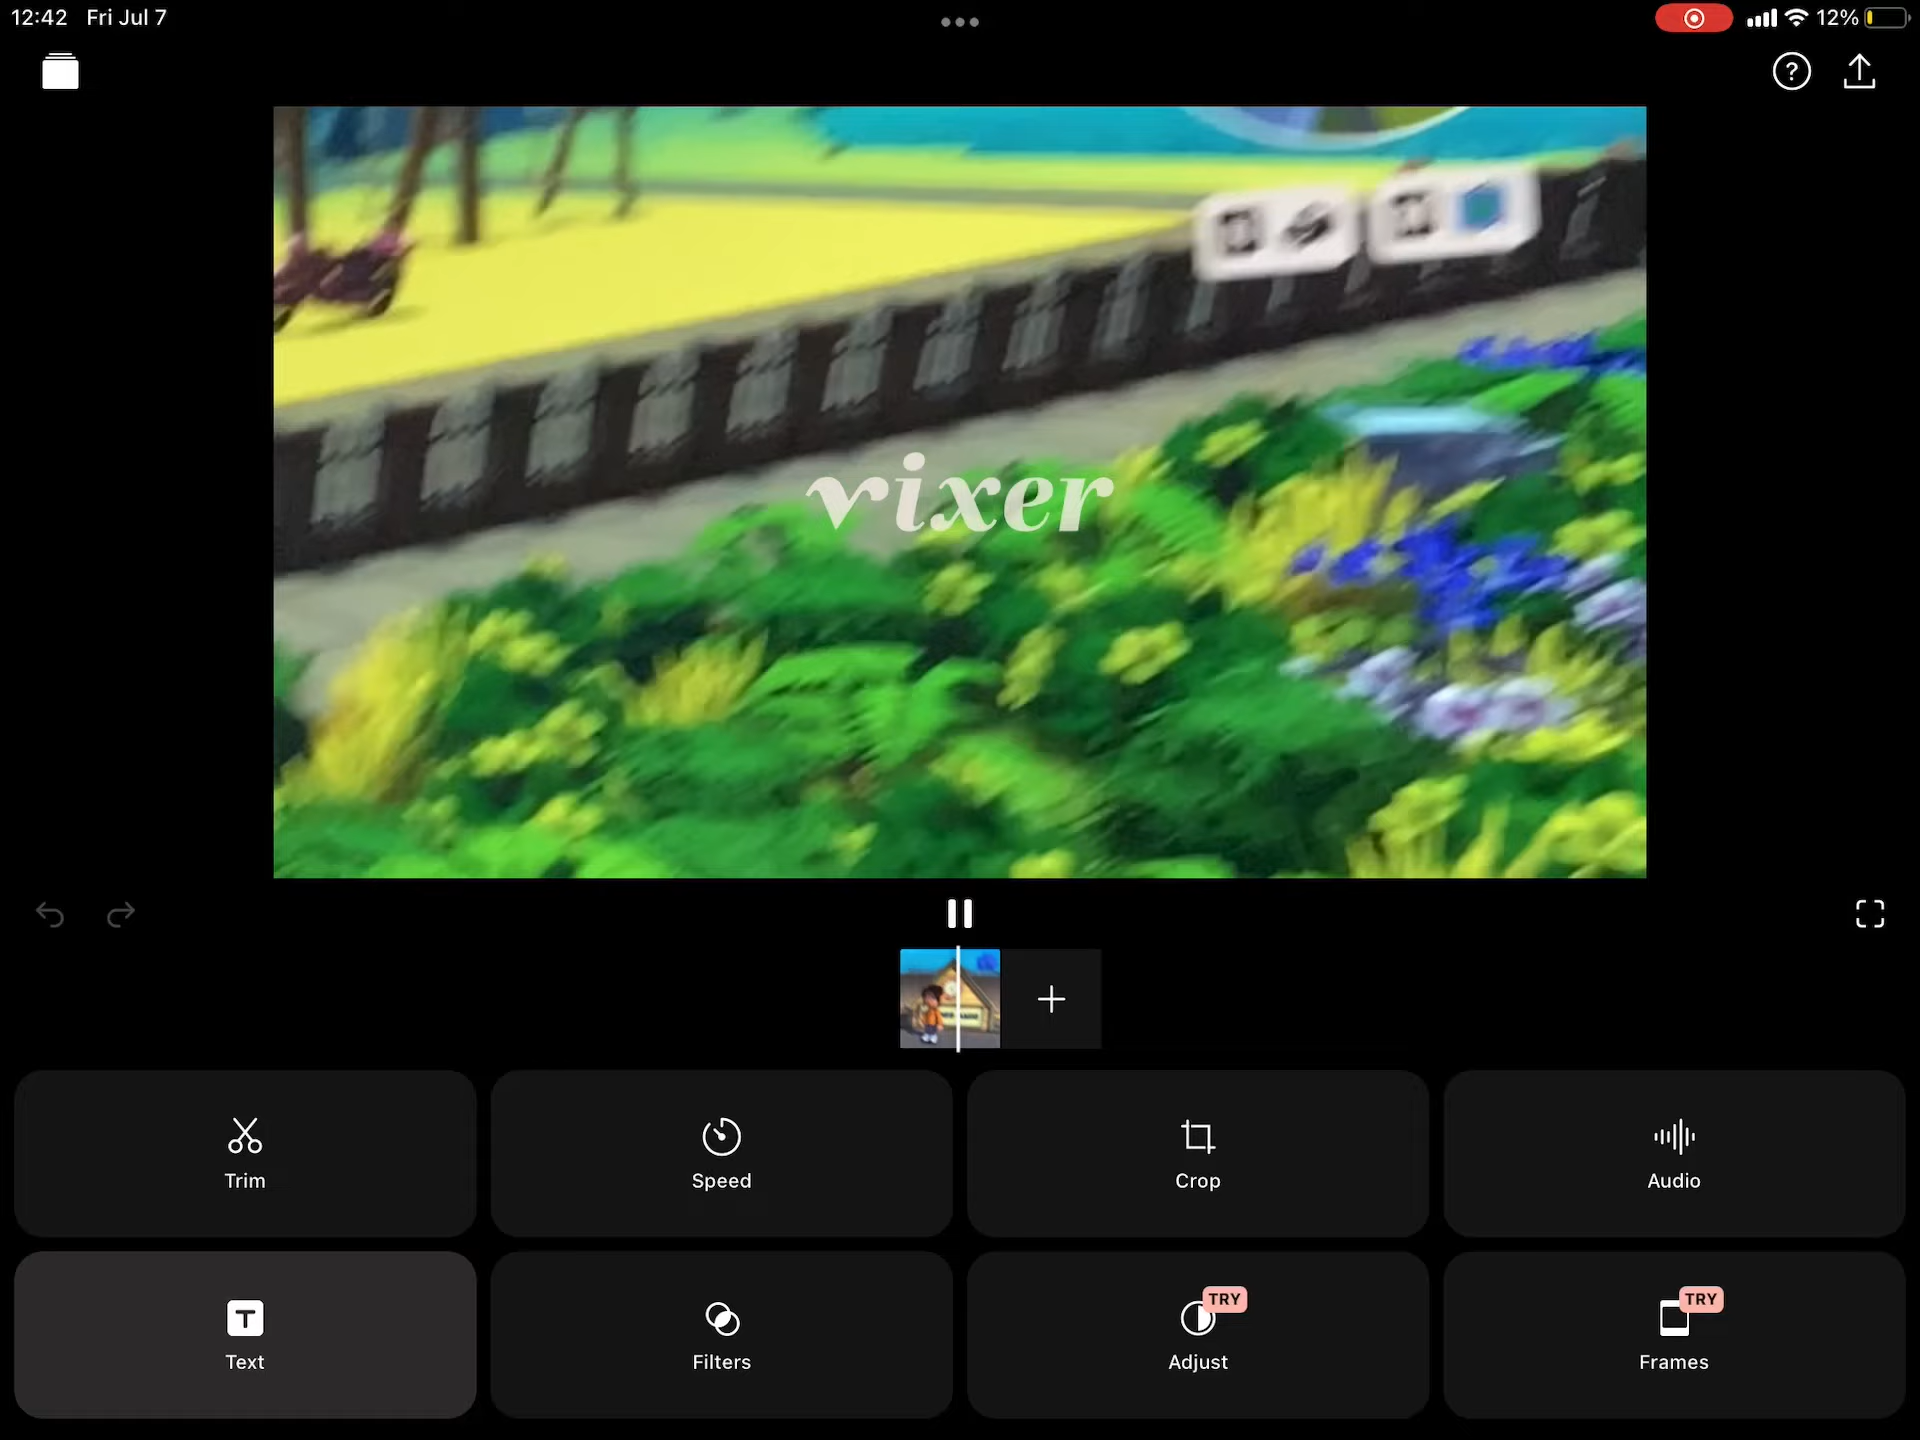 12:42 Fri Jul 7
12%
vixer
Trim
Speed
Crop
Audio
Text
Filters
TRY
Adjust
TRY
Frames